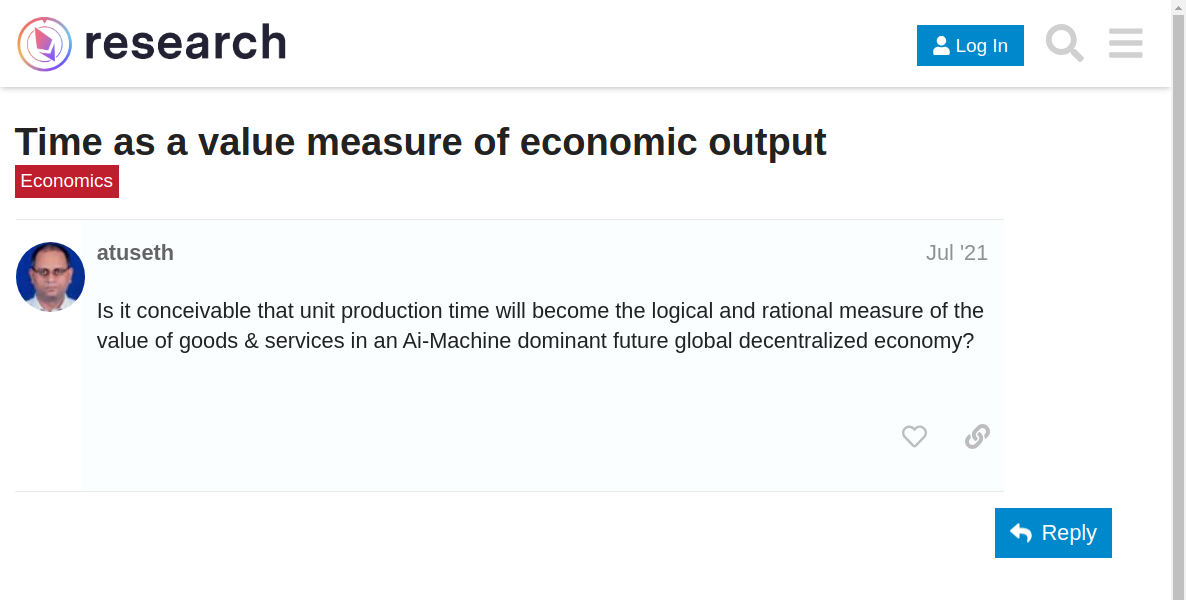 research
Log In
Time as a value measure of economic output
Economics
atuseth
Jul '21
Is it conceivable that unit production time will become the logical and rational measure of the
value of goods & services in an Ai-Machine dominant future global decentralized economy?
Reply